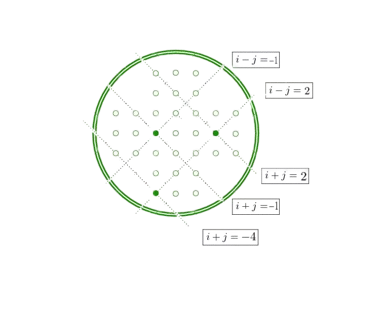 i − j = −1
i − j = 2
i + j = 2
i + j = −1
i + j = −4